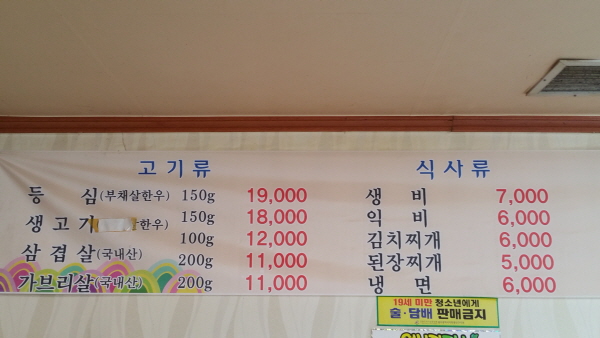 고기류
등 심(부채살한우) 150g 19,000
생고기 한우) 150g 18,000
100g 12,000
삼겹살(국내산) 200g 11,000
가브리살(국내산) 200g 11,000
식사류
생 비 7,000
익 비 6,000
김치찌개 6,000
된장찌개 5,000
냉 면 6,000
19세 미만 청소년에게
술·담배 판매금지